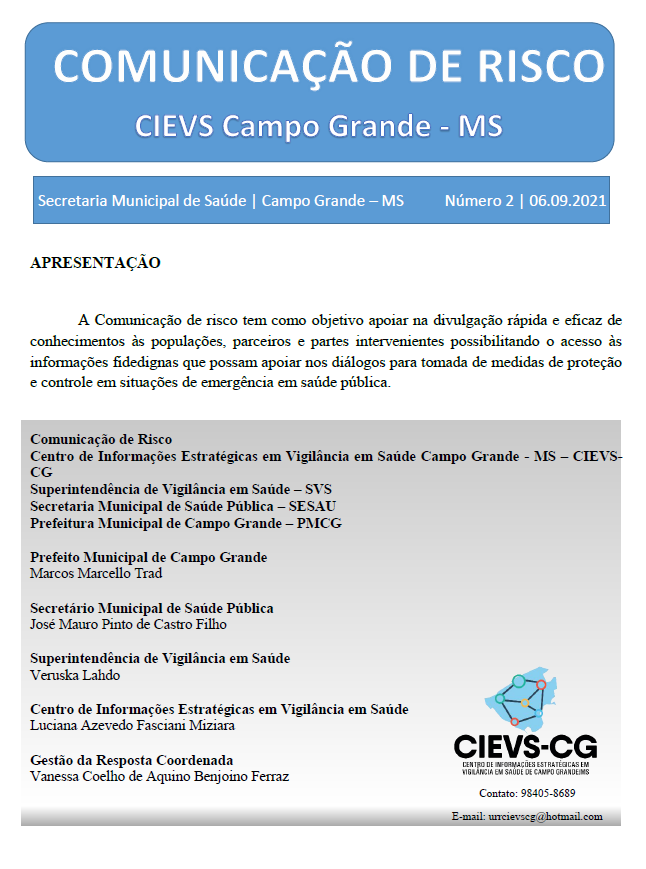 COMUNICAÇÃO DE RISCO
CIEVS Campo Grande - MS
Secretaria Municipal de Saúde | Campo Grande – MS Número 2 | 06.09.2021
APRESENTAÇÃO
A Comunicação de risco tem como objetivo apoiar na divulgação rápida e eficaz de
conhecimentos às populações, parceiros e partes intervenientes possibilitando o acesso às
informações fidedignas que possam apoiar nos diálogos para tomada de medidas de proteção
e controle em situações de emergência em saúde pública.
Comunicação de Risco
Centro de Informações Estratégicas em Vigilância em Saúde Campo Grande - MS – CIEVS-
CG
Superintendência de Vigilância em Saúde – SVS
Secretaria Municipal de Saúde Pública – SESAU
Prefeitura Municipal de Campo Grande – PMCG
Prefeito Municipal de Campo Grande
Marcos Marcello Trad
Secretário Municipal de Saúde Pública
José Mauro Pinto de Castro Filho
Superintendência de Vigilância em Saúde
Veruska Lahdo
Centro de Informações Estratégicas em Vigilância em Saúde
Luciana Azevedo Fasciani Miziara
Gestão da Resposta Coordenada
Vanessa Coelho de Aquino Benjoino Ferraz
CIEVS-CG
CENTRO DE INFORMAÇÕES ESTRATÉGICAS EM
VIGILÂNCIA EM SAÚDE DE CAMPO GRANDE/MS
Contato: 98405-8689
E-mail: urrcievscg@hotmail.com